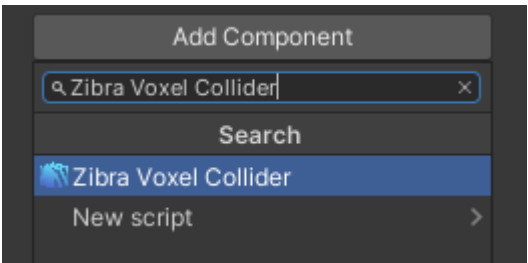 Add Component
Zibra Voxel Collider
Search
Zibra Voxel Collider
New script